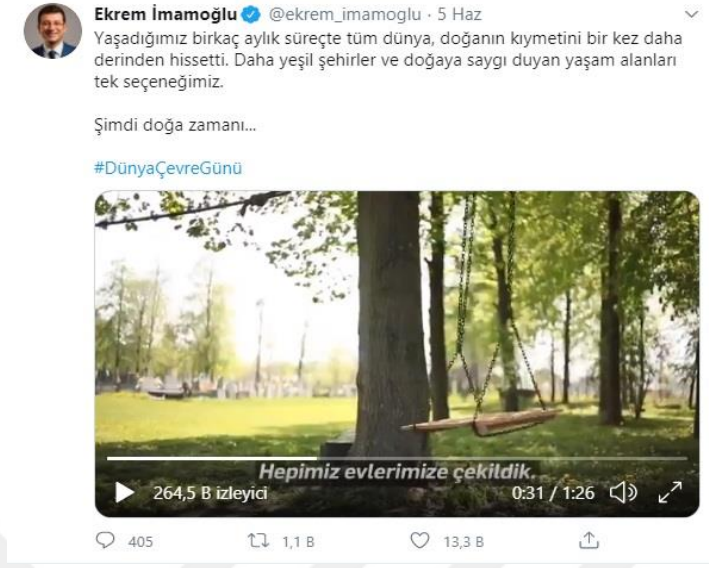 Ekrem İmamoğlu @ekrem_imamoglu · 5 Haz
Yaşadığımız birkaç aylık süreçte tüm dünya, doğanın kıymetini bir kez daha
derinden hissetti. Daha yeşil şehirler ve doğaya saygı duyan yaşam alanları
tek seçeneğimiz.
Şimdi doğa zamanı...
#DünyaÇevreGünü
Hepimiz evlerimize çekildik.
264,5 B izleyici 0:31 / 1:26
405 1,1 B 13,3 B